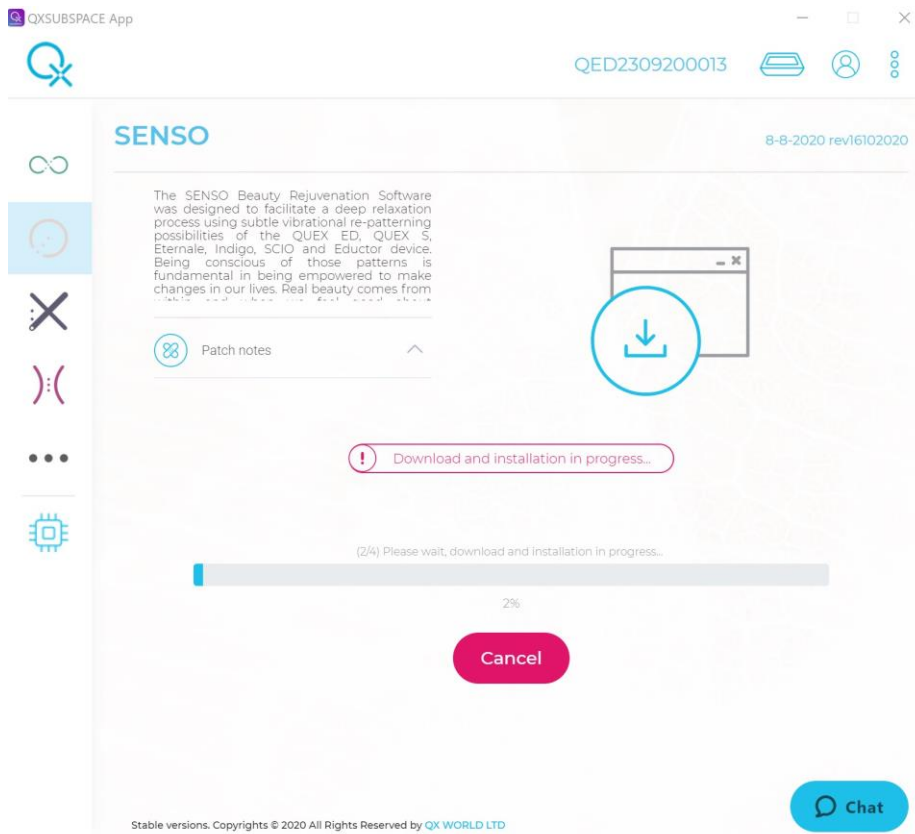 QXSUBSPACE App
QED2309200013
SENSO
8-8-2020 rev16102020
The SENSO Beauty Rejuvenation Software
was designed to facilitate a deep relaxation
process using subtle vibrational re-patterning
possibilities of the QUEX ED, QUEX S,
Eternale, Indigo, SCIO and Eductor device.
Being conscious of those patterns is
fundamental in being empowered to make
changes in our lives. Real beauty comes from
Patch notes
! Download and installation in progress...
(2/4) Please wait, download and installation in progress...
2%
Cancel
Chat
Stable versions. Copyrights © 2020 All Rights Reserved by QX WORLD LTD